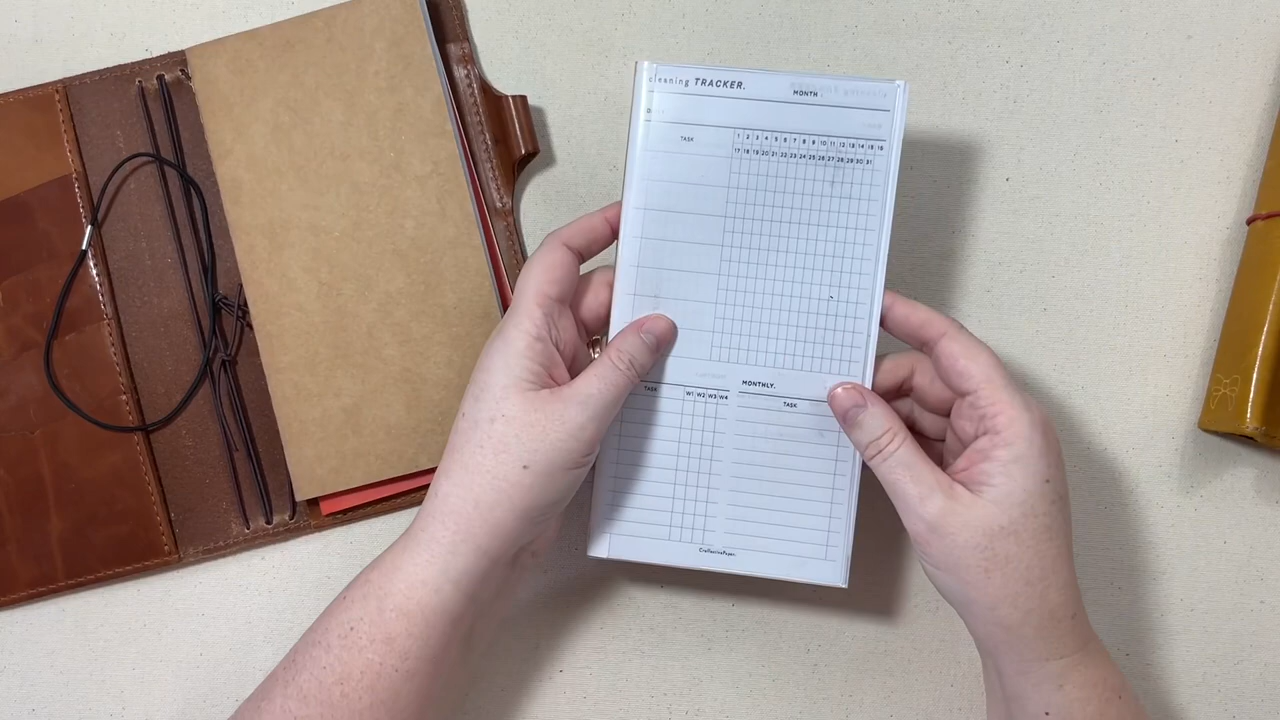 cleaning TRACKER.
MONTH :
TASK
1 2 3 4 5 6 7 8 9 10 11 12 13 14 15 16
17 18 19 20 21 22 23 24 25 26 27 28 29 30 31
MONTHLY.
TASK W1 W2 W3 W4
TASK